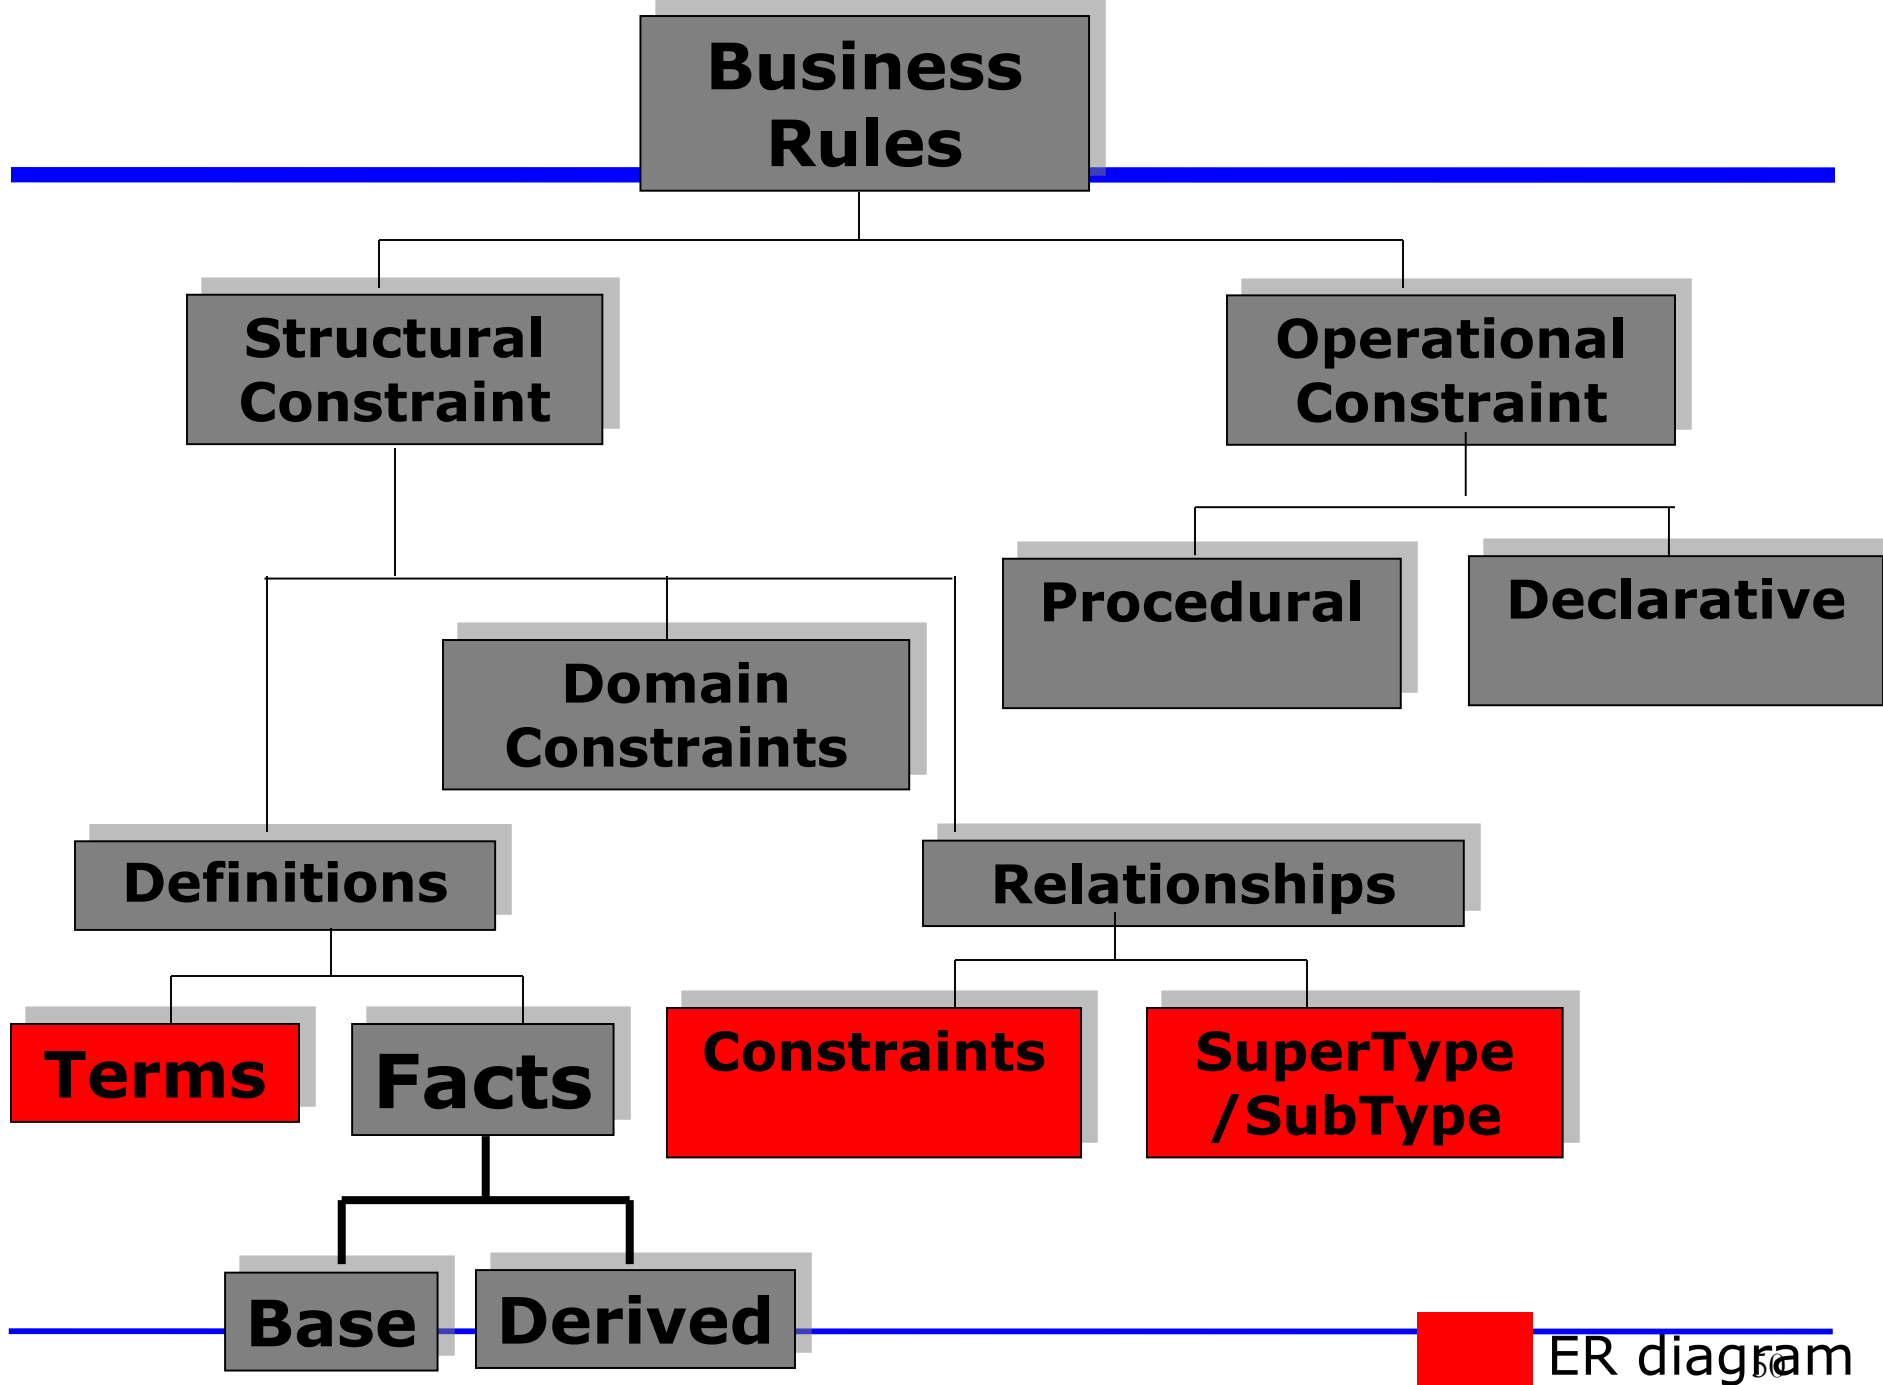 Business
Rules
Structural
Constraint
Operational
Constraint
Procedural
Declarative
Domain
Constraints
Definitions
Relationships
Terms
Facts
Constraints
SuperType
/SubType
Base
Derived
ER diagram
50